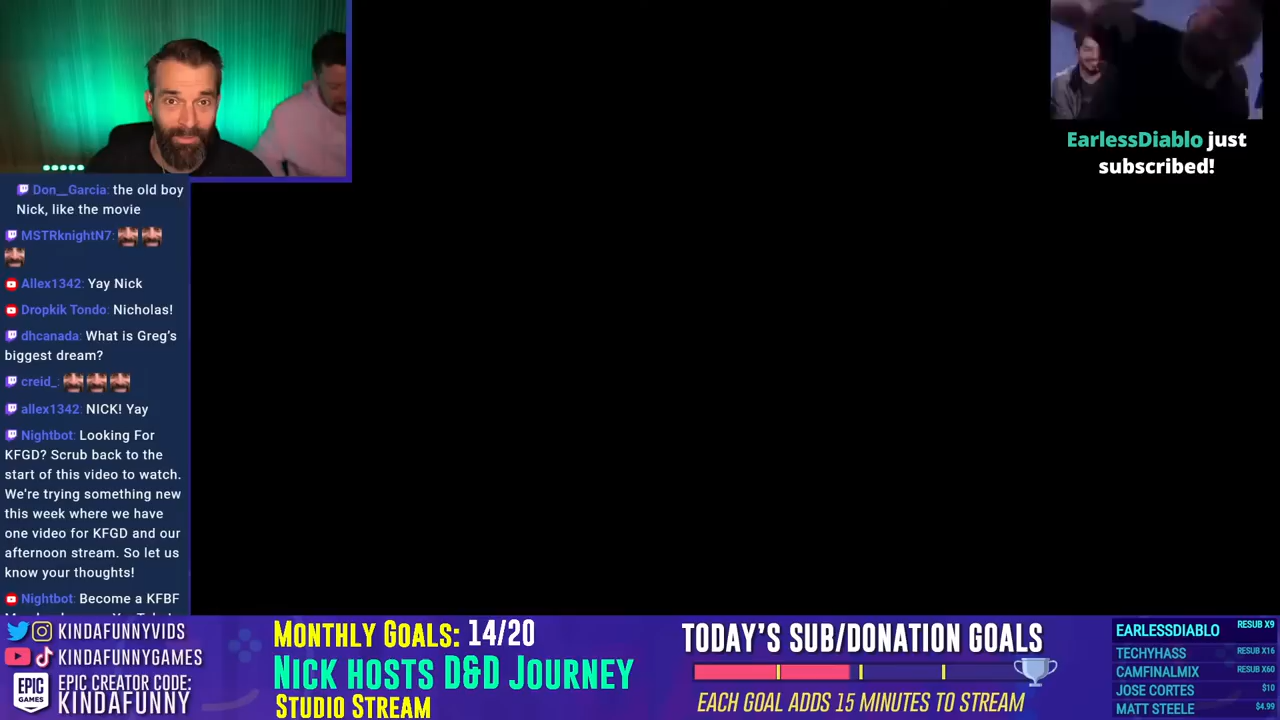 EarlessDiablo just
subscribed!
Don__Garcia: the old boy
Nick, like the movie
MSTRknightN7:
Allex1342: Yay Nick
Dropkik Tondo: Nicholas!
dhcanada: What is Greg's
biggest dream?
creid_:
allex1342: NICK! Yay
Nightbot: Looking For
KFGD? Scrub back to the
start of this video to watch.
We're trying something new
this week where we have
one video for KFGD and our
afternoon stream. So let us
know your thoughts!
Nightbot: Become a KFBF
KINDAFUNNYVIDS
KINDAFUNNYGAMES
EPIC GAMES
EPIC CREATOR CODE:
KINDAFUNNY
MONTHLY GOALS: 14/20
NICK HOSTS D&D JOURNEY
STUDIO STREAM
TODAY'S SUB/DONATION GOALS
EACH GOAL ADDS 15 MINUTES TO STREAM
EARLESSDIABLO RESUB X9
TECHYHASS RESUB X16
CAMFINALMIX RESUB X60
JOSE CORTES $10
MATT STEELE $4.99